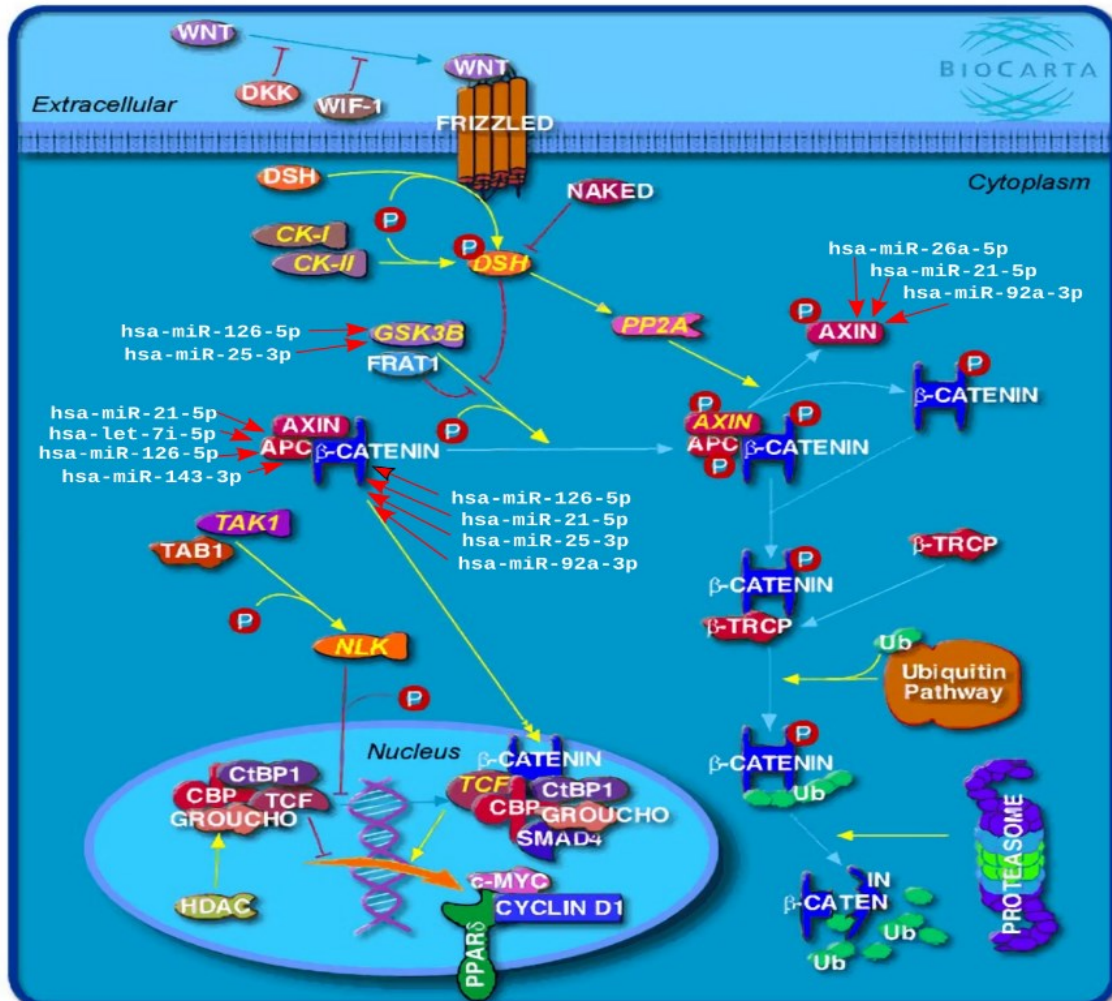 WNT
WNT
BIOCARTA
DKK
WIF-1
Extracellular
FRIZZLED
DSH
NAKED
Cytoplasm
P
CK-I
CK-II
P
DSH
hsa-miR-26a-5p
hsa-miR-21-5p
hsa-miR-92a-3p
P
AXIN
PP2A
hsa-miR-126-5p
hsa-miR-25-3p
GSK3B
FRAT1
P
β-CATENIN
hsa-miR-21-5p
hsa-let-7i-5p
hsa-miR-126-5p
hsa-miR-143-3p
AXIN
APC
β-CATENIN
P
P
AXIN
P
APC
β-CATENIN
P
hsa-miR-126-5p
hsa-miR-21-5p
hsa-miR-25-3p
hsa-miR-92a-3p
TAK1
TAB1
P
NLK
P
β-TRCP
P
β-CATENIN
β-TRCP
Ub
Ubiquitin
Pathway
P
β-CATENIN
Ub
Nucleus
β-CATENIN
CtBP1
CBP
TCF
GROUCHO
TCF
CtBP1
CBP
GROUCHO
SMAD4
HDAC
c-MYC
CYCLIN D1
PPARδ
PROTEASOME
IN
β-CATEN
Ub
Ub